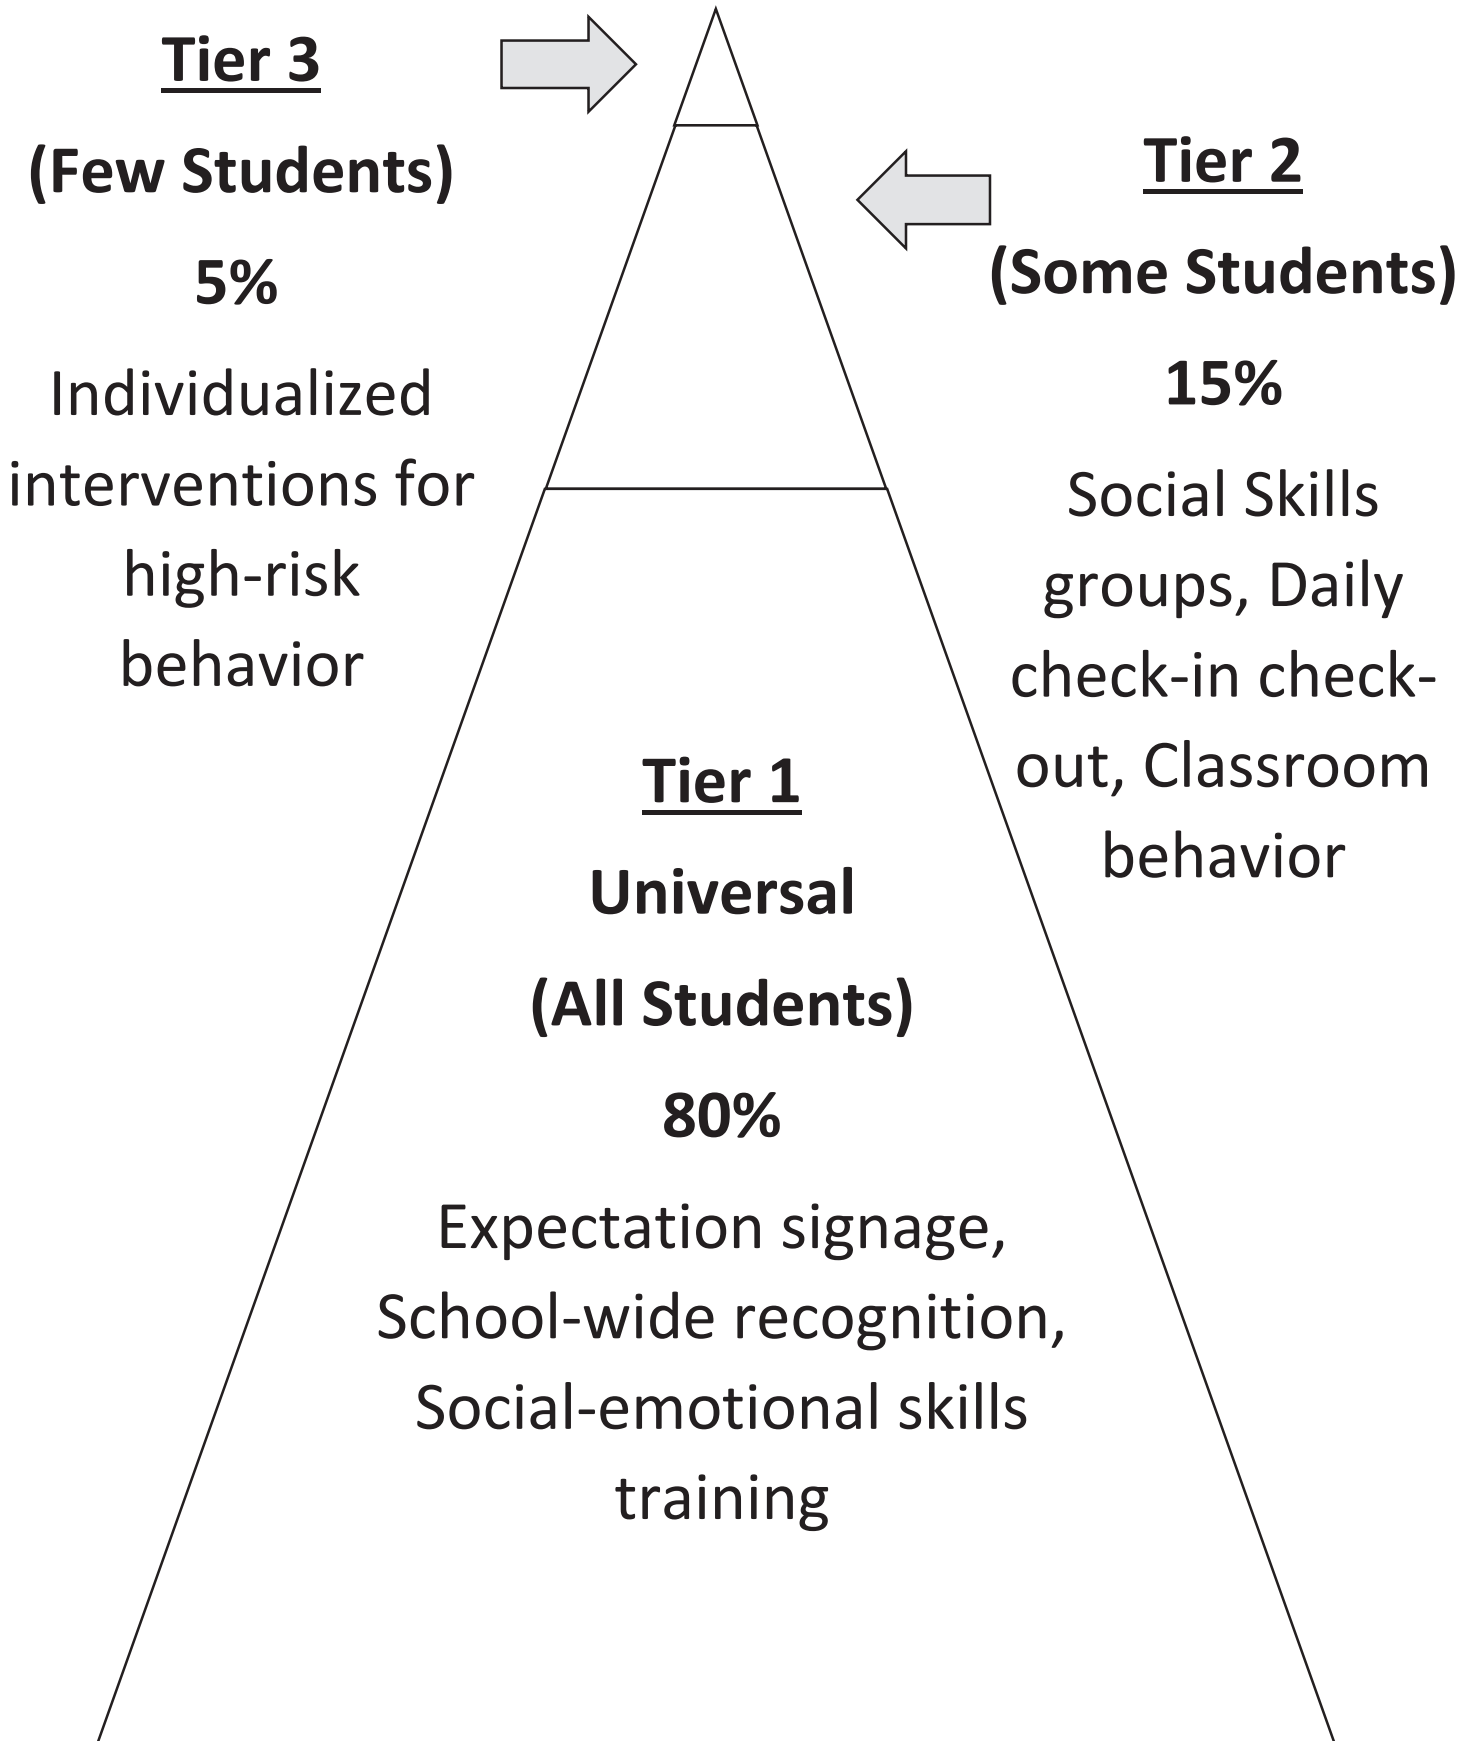 Tier 3
(Few Students)
5%
Individualized
interventions for
high-risk
behavior
Tier 2
(Some Students)
15%
Social Skills
groups, Daily
check-in check-
out, Classroom
behavior
Tier 1
Universal
(All Students)
80%
Expectation signage,
School-wide recognition,
Social-emotional skills
training